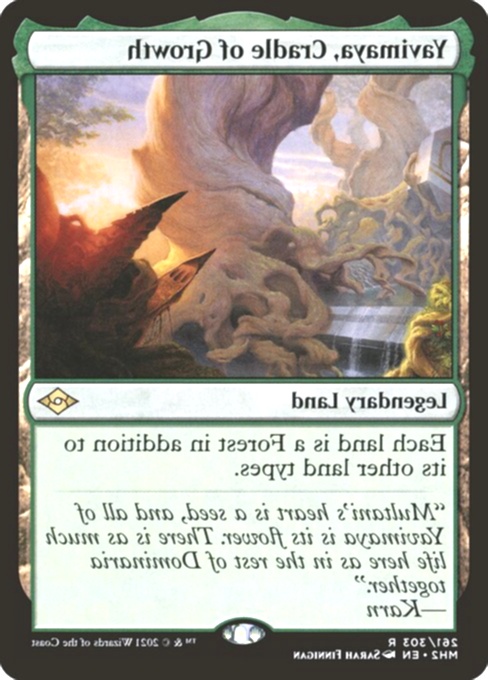 Yavimaya, Cradle of Growth
Legendary Land
Each land is a Forest in addition to
its other land types.
“Multani's heart is a seed, and all of
Yavimaya is its flower. There is as much
life here as in the rest of Dominaria
together.”
—Karn
261/303 R
MH2 • EN Sarah Finnigan
™ & © 2021 Wizards of the Coast